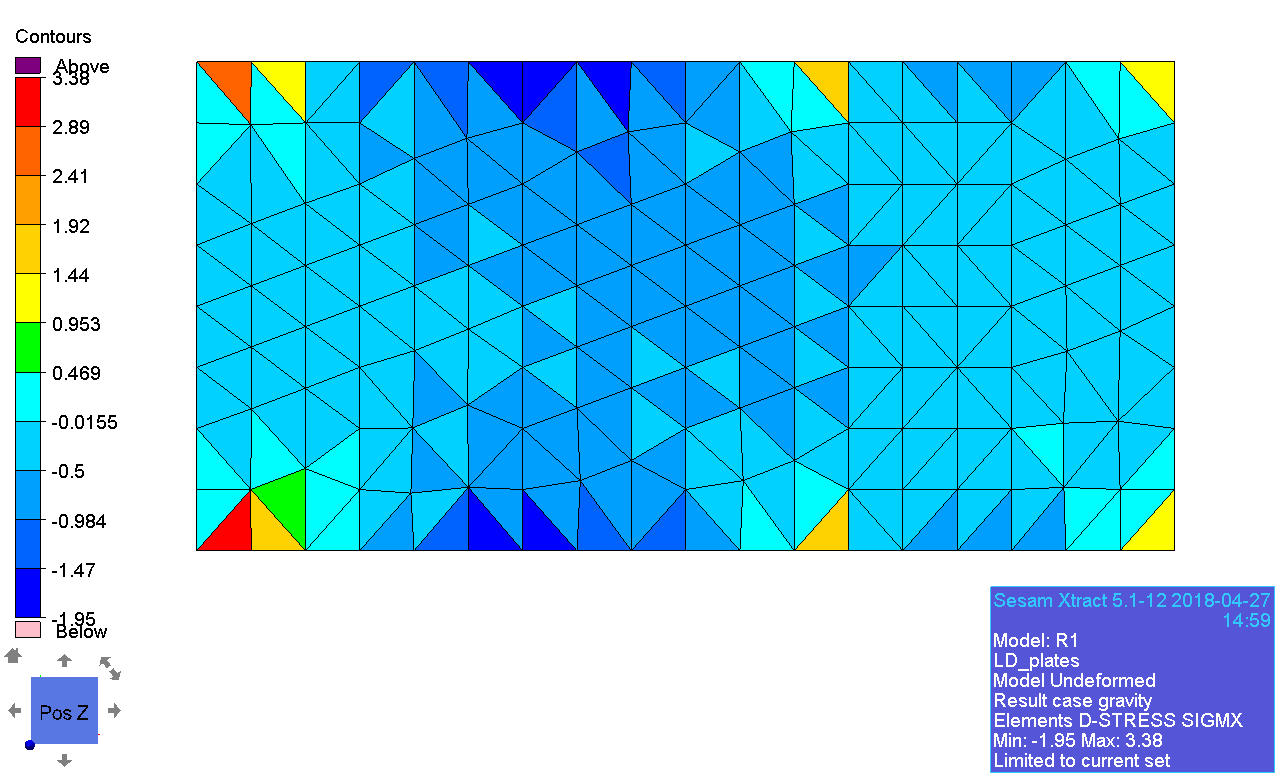 Contours
Above
3.38
2.89
2.41
1.92
1.44
0.953
0.469
-0.0155
-0.5
-0.984
-1.47
-1.95
Below
Pos Z
Sesam Xtract 5.1-12 2018-04-27
14:59
Model: R1
LD_plates
Model Undeformed
Result case gravity
Elements D-STRESS SIGMX
Min: -1.95 Max: 3.38
Limited to current set